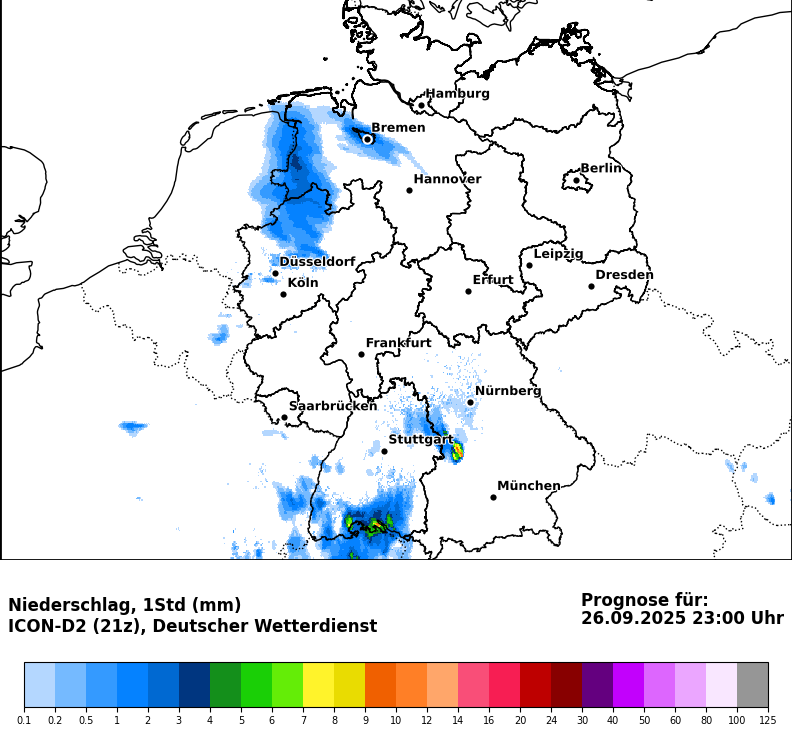 Hamburg
Bremen
Berlin
Hannover
Leipzig
Düsseldorf
Dresden
Köln
Erfurt
Frankfurt
Nürnberg
Saarbrücken
Stuttgart
München
Niederschlag, 1Std (mm)
ICON-D2 (21z), Deutscher Wetterdienst
Prognose für:
26.09.2025 23:00 Uhr
0.1 0.2 0.5 1 2 3 4 5 6 7 8 9 10 12 14 16 20 24 30 40 50 60 80 100 125